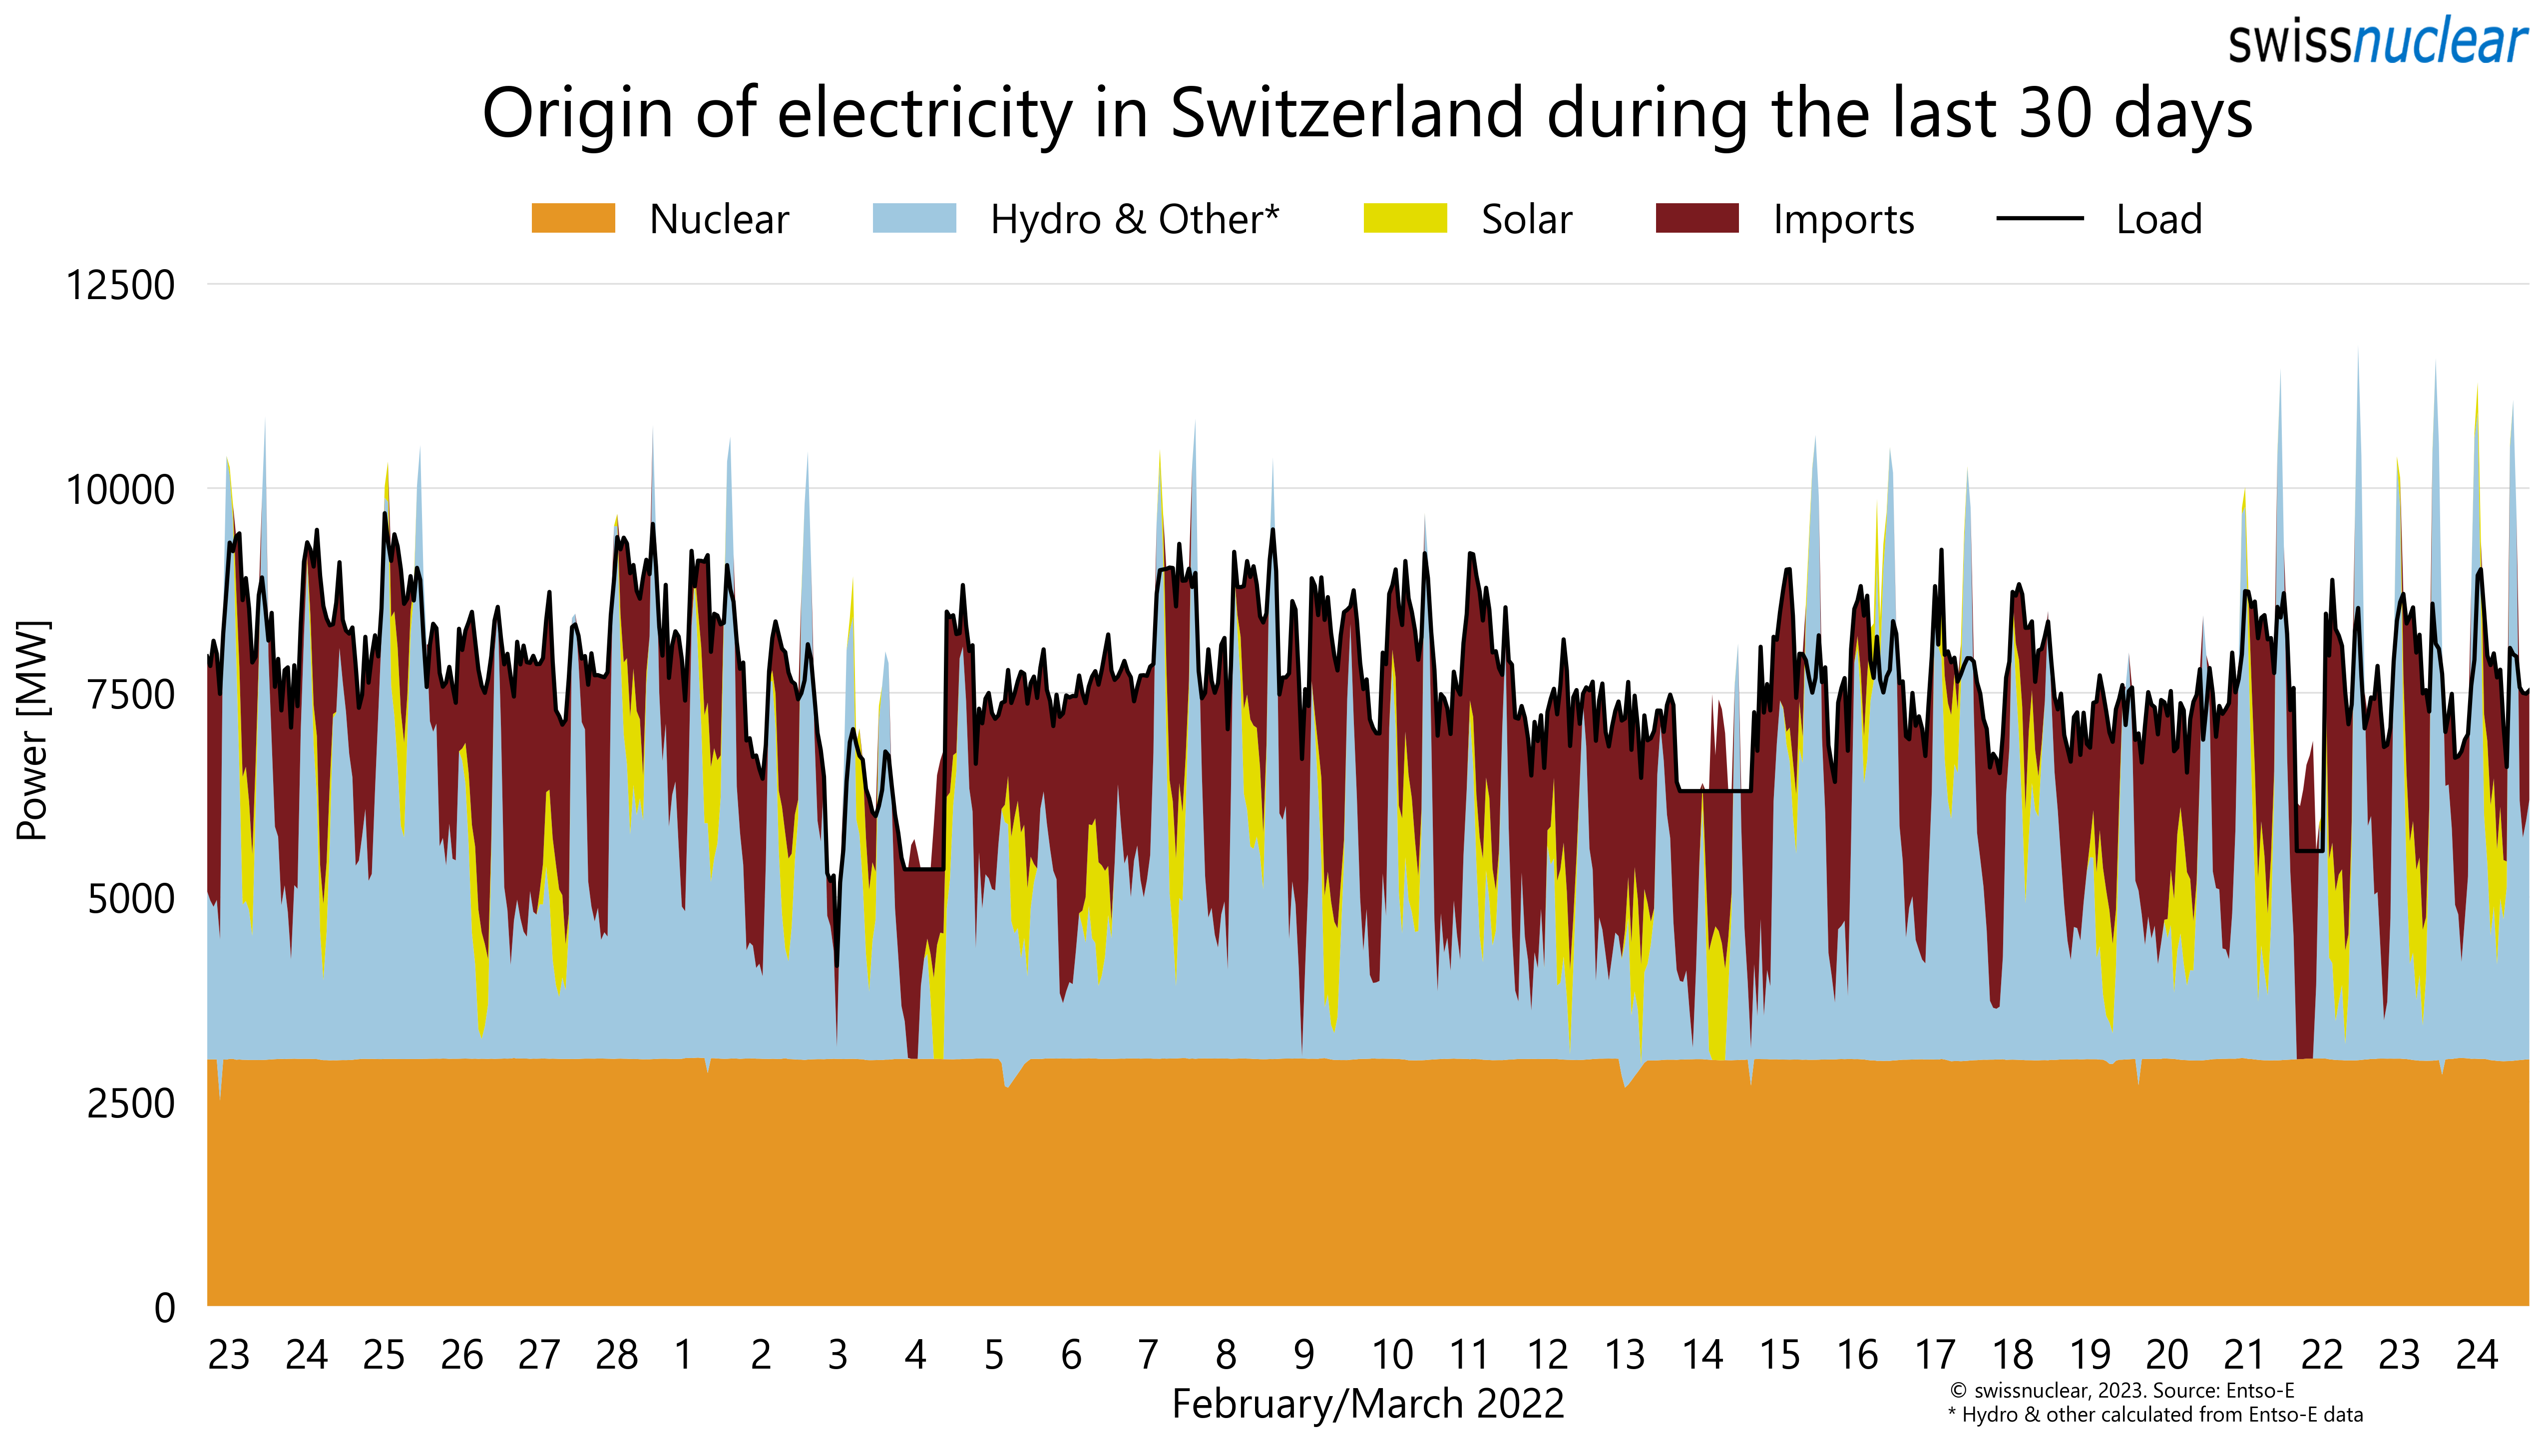 swissnuclear
Origin of electricity in Switzerland during the last 30 days
Nuclear Hydro & Other* Solar Imports Load
12500
10000
7500
5000
2500
0
Power [MW]
23 24 25 26 27 28 1 2 3 4 5 6 7 8 9 10 11 12 13 14 15 16 17 18 19 20 21 22 23 24
February/March 2022
© swissnuclear, 2023. Source: Entso-E
* Hydro & other calculated from Entso-E data